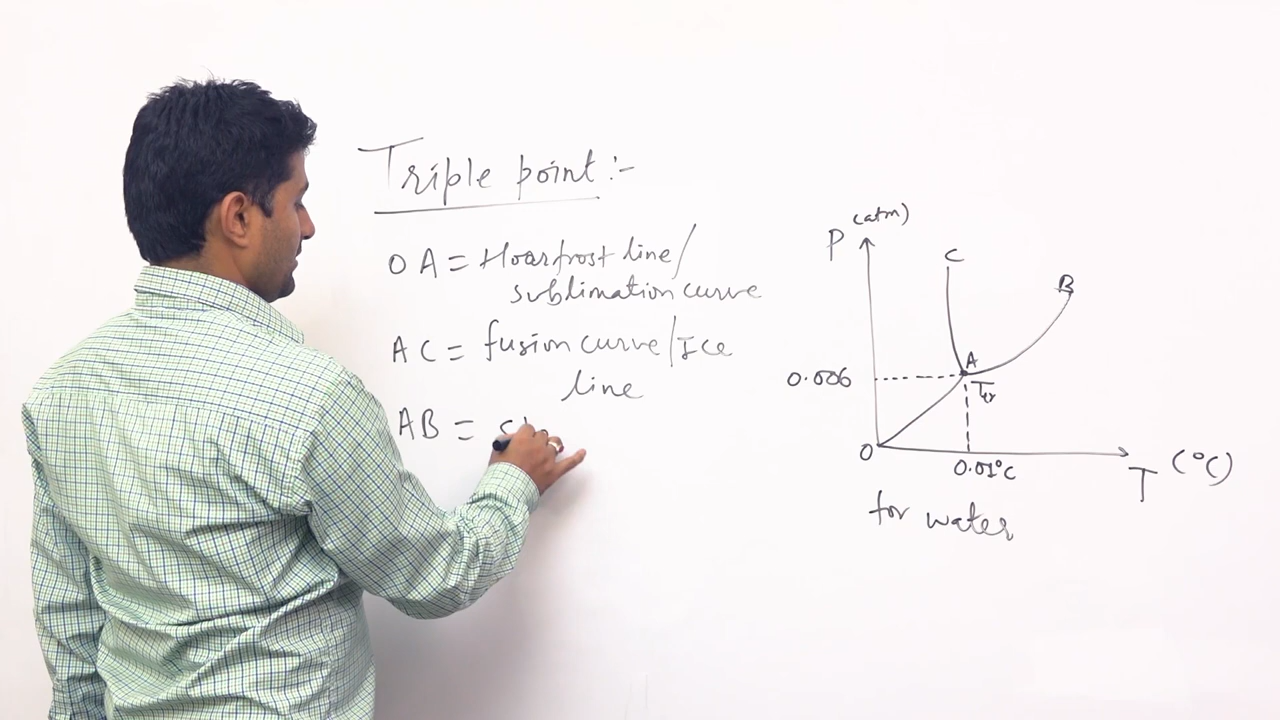 Triple point :-
OA = Hoarfrost line/
sublimation curve
AC = fusion curve/Ice
line
AB =
P (atm)
C
B
A
0.006
Ttr
O
0.01°C
T (°C)
for water